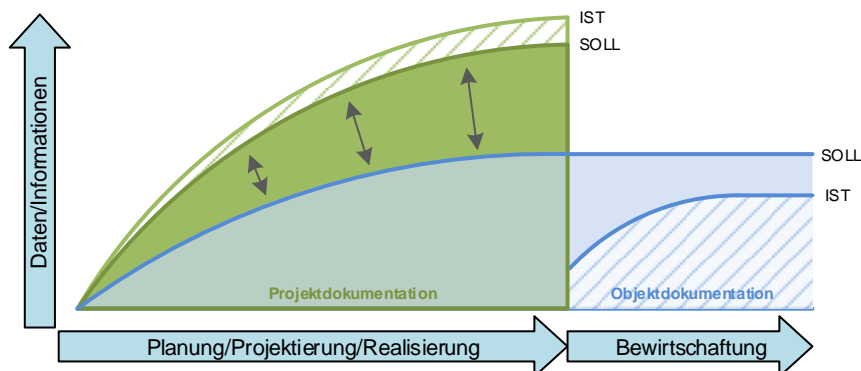 IST
SOLL
Daten/Informationen
SOLL
IST
Projektdokumentation
Objektdokumentation
Planung/Projektierung/Realisierung
Bewirtschaftung